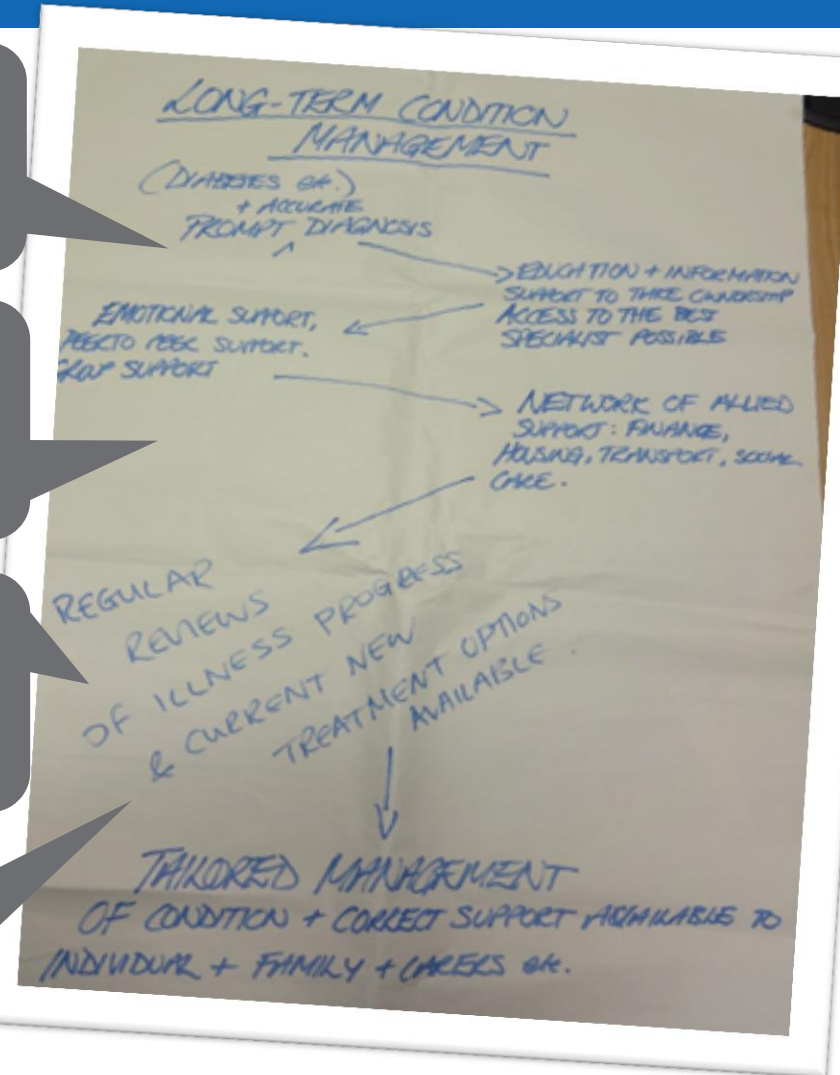 LONG-TERM CONDITION
MANAGEMENT
(DIABETES etc.)
+ ACCURATE
PROMPT DIAGNOSIS
EDUCATION + INFORMATION
SUPPORT TO TAKE OWNERSHIP
ACCESS TO THE BEST
SPECIALIST POSSIBLE
EMOTIONAL SUPPORT,
PEER TO PEER SUPPORT.
GROUP SUPPORT
NETWORK OF ALLIED
SUPPORT: FINANCE,
HOUSING, TRANSPORT, SOCIAL
CARE.
REGULAR
REVIEWS
OF ILLNESS PROGRESS
& CURRENT NEW
TREATMENT OPTIONS
AVAILABLE.
TAILORED MANAGEMENT
OF CONDITION + CORRECT SUPPORT AVAILABLE TO
INDIVIDUAL + FAMILY + CARERS etc.